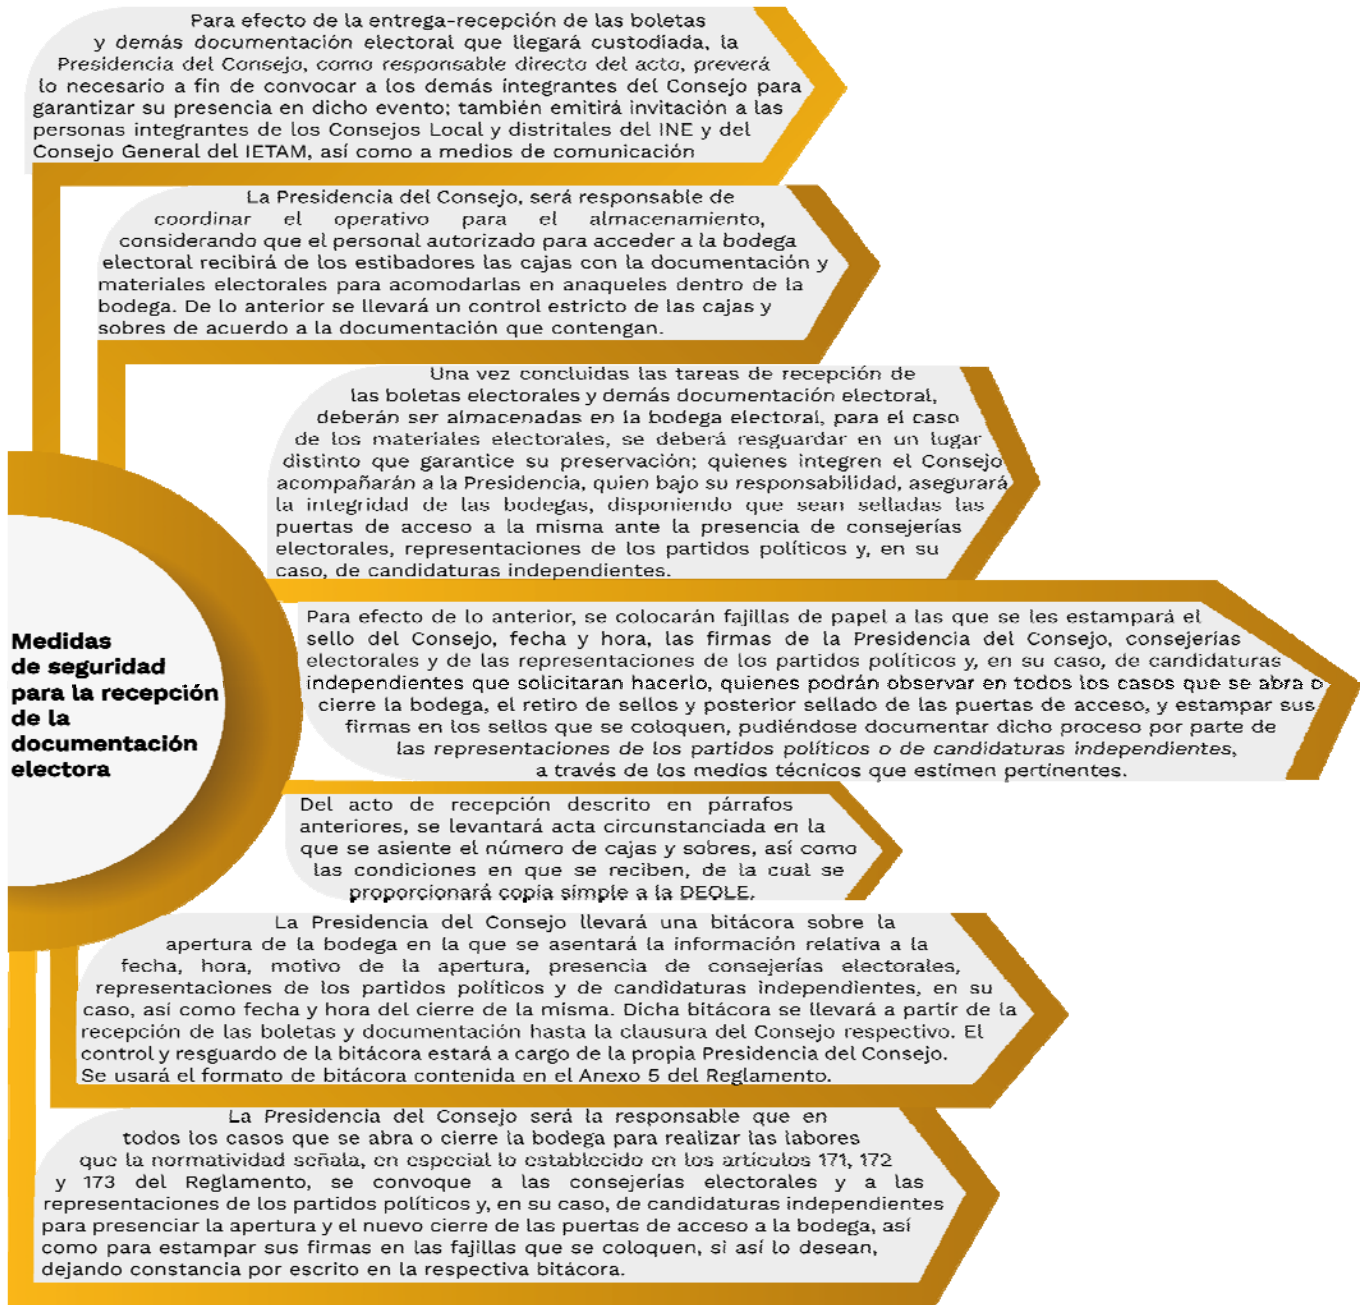 Para efecto de la entrega-recepción de las boletas
y demás documentación electoral que llegará custodiada, la
Presidencia del Consejo, como responsable directo del acto, preverá
lo necesario a fin de convocar a los demás integrantes del Consejo para
garantizar su presencia en dicho evento; también emitirá invitación a las
personas integrantes de los Consejos Local y distritales del INE y del
Consejo General del IETAM, así como a medios de comunicación
La Presidencia del Consejo, será responsable de
coordinar el operativo para el almacenamiento,
considerando que el personal autorizado para acceder a la bodega
electoral recibirá de los estibadores las cajas con la documentación y
materiales electorales para acomodarlas en anaqueles dentro de la
bodega. De lo anterior se llevará un control estricto de las cajas y
sobres de acuerdo a la documentación que contengan.
Una vez concluidas las tareas de recepción de
las boletas electorales y demás documentación electoral,
deberán ser almacenadas en la bodega electoral, para el caso
de los materiales electorales, se deberá resguardar en un lugar
distinto que garantice su preservación; quienes integren el Consejo
acompañarán a la Presidencia, quien bajo su responsabilidad, asegurará
la integridad de las bodegas, disponiendo que sean selladas las
puertas de acceso a la misma ante la presencia de consejerías
electorales, representaciones de los partidos políticos y, en su
caso, de candidaturas independientes.
Medidas
de seguridad
para la recepción
de la
documentación
electora
Para efecto de lo anterior, se colocarán fajillas de papel a las que se les estampará el
sello del Consejo, fecha y hora, las firmas de la Presidencia del Consejo, consejerías
electorales y de las representaciones de los partidos políticos y, en su caso, de candidaturas
independientes que solicitaran hacerlo, quienes podrán observar en todos los casos que se abra o
cierre la bodega, el retiro de sellos y posterior sellado de las puertas de acceso, y estampar sus
firmas en los sellos que se coloquen, pudiéndose documentar dicho proceso por parte de
las representaciones de los partidos políticos o de candidaturas independientes,
a través de los medios técnicos que estimen pertinentes.
Del acto de recepción descrito en párrafos
anteriores, se levantará acta circunstanciada en la
que se asiente el número de cajas y sobres, así como
las condiciones en que se reciben, de la cual se
proporcionará copia simple a la DEOLE.
La Presidencia del Consejo llevará una bitácora sobre la
apertura de la bodega en la que se asentará la información relativa a la
fecha, hora, motivo de la apertura, presencia de consejerías electorales,
representaciones de los partidos políticos y de candidaturas independientes, en su
caso, así como fecha y hora del cierre de la misma. Dicha bitácora se llevará a partir de la
recepción de las boletas y documentación hasta la clausura del Consejo respectivo. El
control y resguardo de la bitácora estará a cargo de la propia Presidencia del Consejo.
Se usará el formato de bitácora contenida en el Anexo 5 del Reglamento.
La Presidencia del Consejo será la responsable que en
todos los casos que se abra o cierre la bodega para realizar las labores
que la normatividad señala, en especial lo establecido en los artículos 171, 172
y 173 del Reglamento, se convoque a las consejerías electorales y a las
representaciones de los partidos políticos y, en su caso, de candidaturas independientes
para presenciar la apertura y el nuevo cierre de las puertas de acceso a la bodega, así
como para estampar sus firmas en las fajillas que se coloquen, si así lo desean,
dejando constancia por escrito en la respectiva bitácora.